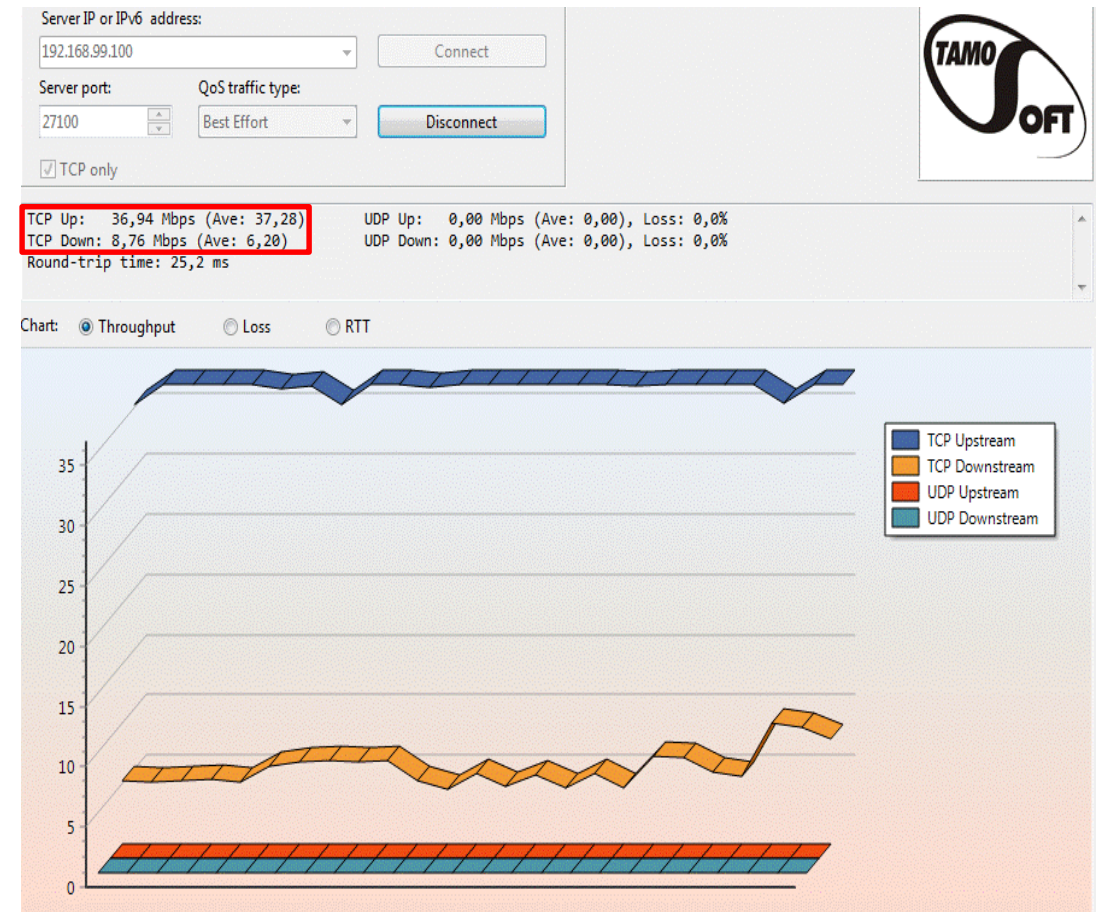 Server IP or IPv6 address:
192.168.99.100
Connect
Server port:
QoS traffic type:
27100
Best Effort
Disconnect
TCP only
TAMO
SOFT
TCP Up: 36,94 Mbps (Ave: 37,28) UDP Up: 0,00 Mbps (Ave: 0,00), Loss: 0,0%
TCP Down: 8,76 Mbps (Ave: 6,20) UDP Down: 0,00 Mbps (Ave: 0,00), Loss: 0,0%
Round-trip time: 25,2 ms
Chart: Throughput Loss RTT
TCP Upstream
TCP Downstream
UDP Upstream
UDP Downstream
35
30
25
20
15
10
5
0